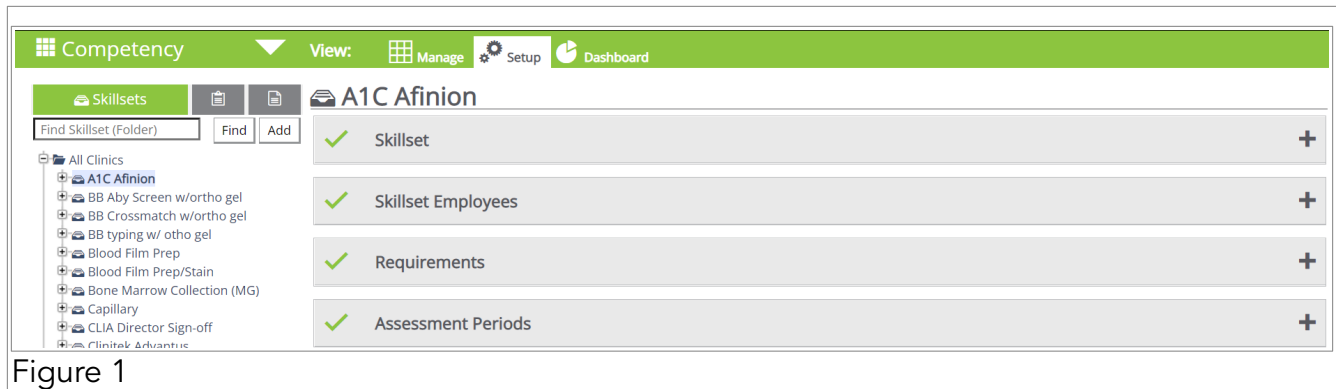 Competency View: Manage Setup Dashboard
Skillsets
A1C Afinion
Find Skillset (Folder) Find Add
All Clinics
A1C Afinion
BB Aby Screen w/ortho gel
BB Crossmatch w/ortho gel
BB typing w/ otho gel
Blood Film Prep
Blood Film Prep/Stain
Bone Marrow Collection (MG)
Capillary
CLIA Director Sign-off
Clinitek Advantus
Skillset
Skillset Employees
Requirements
Assessment Periods
Figure 1